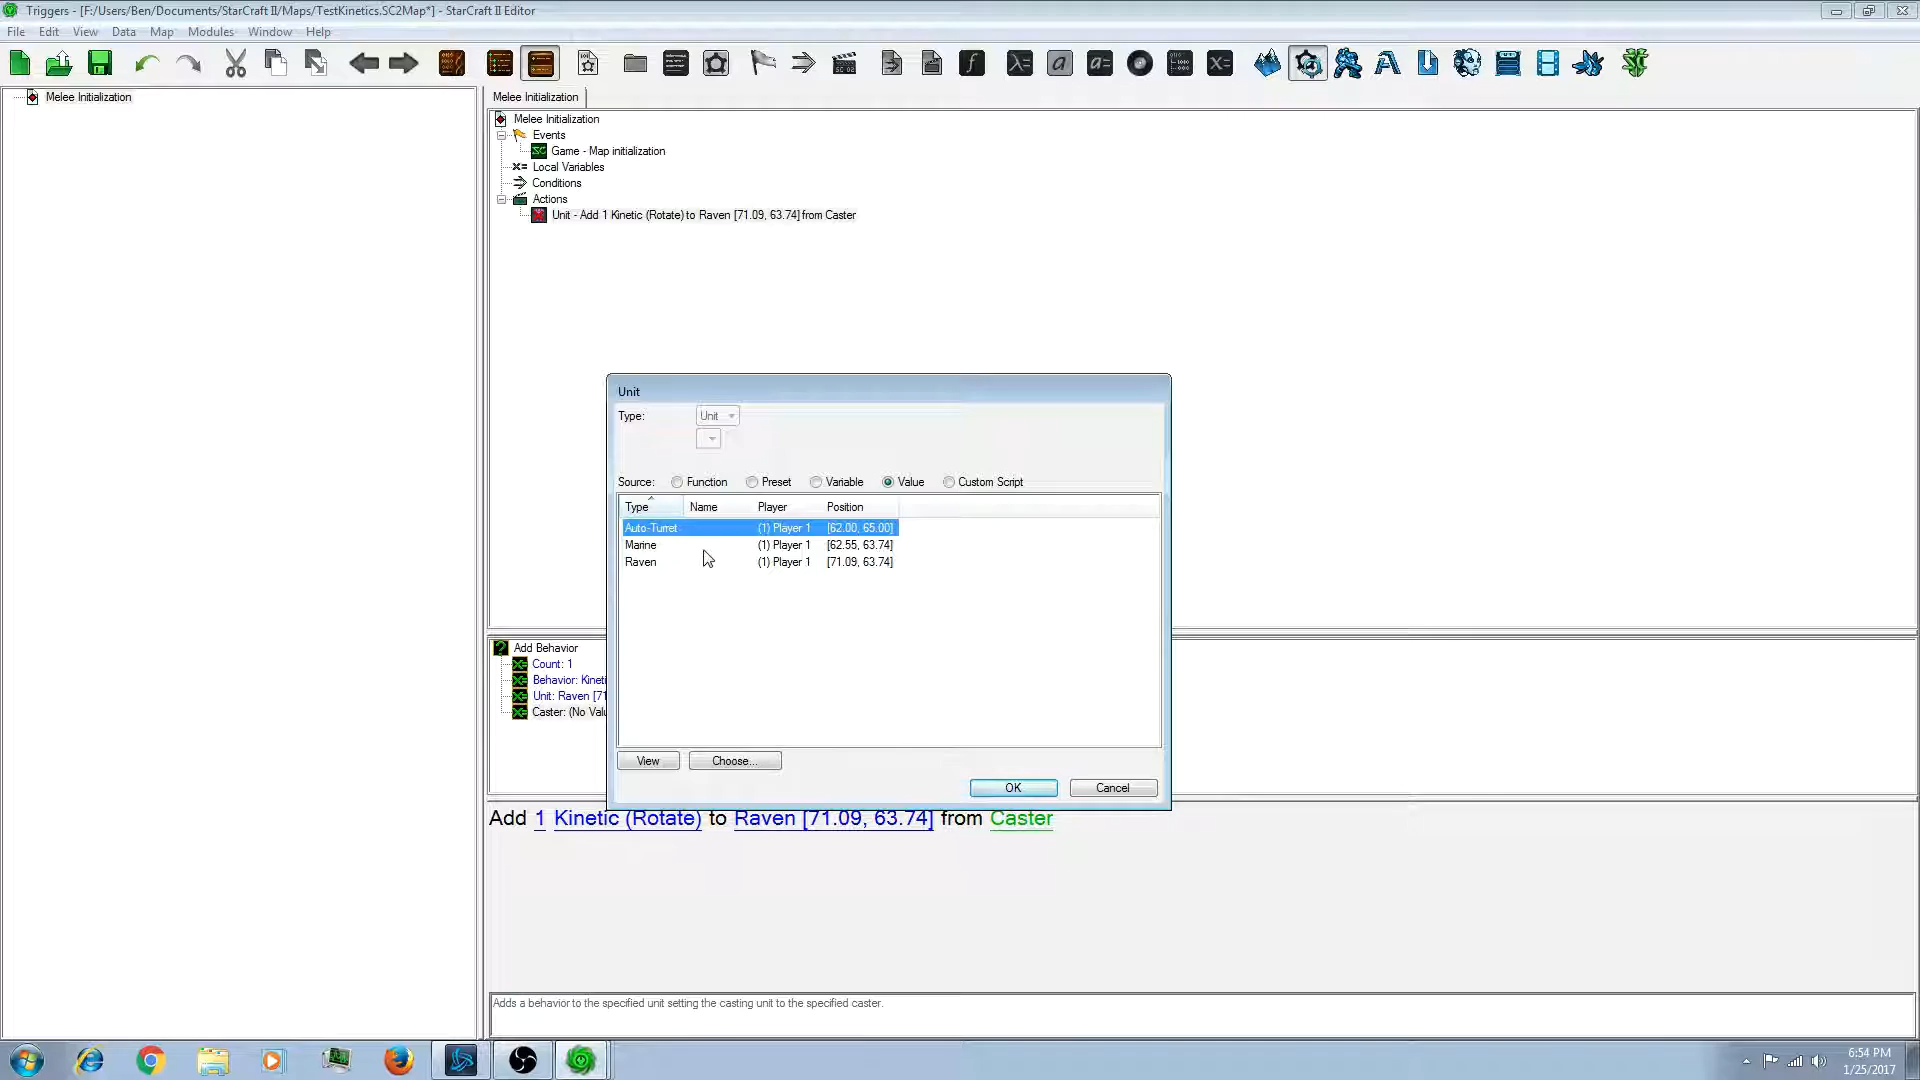 Triggers - [F:/Users/Ben/Documents/StarCraft II/Maps/TestKinetics.SC2Map*] - StarCraft II Editor
File Edit View Data Map Modules Window Help
Melee Initialization
Melee Initialization
Melee Initialization
Events
Game - Map initialization
Local Variables
Conditions
Actions
Unit - Add 1 Kinetic (Rotate) to Raven [71.09, 63.74] from Caster
Unit
Type: Unit
Source: Function Preset Variable Value Custom Script
Type Name Player Position
Auto-Turret (1) Player 1 [62.00, 65.00]
Marine (1) Player 1 [62.55, 63.74]
Raven (1) Player 1 [71.09, 63.74]
View Choose...
OK Cancel
Add Behavior
Count: 1
Behavior: Kineti
Unit: Raven [71
Caster: (No Valu
Add 1 Kinetic (Rotate) to Raven [71.09, 63.74] from Caster
Adds a behavior to the specified unit setting the casting unit to the specified caster.
6:54 PM
1/25/2017